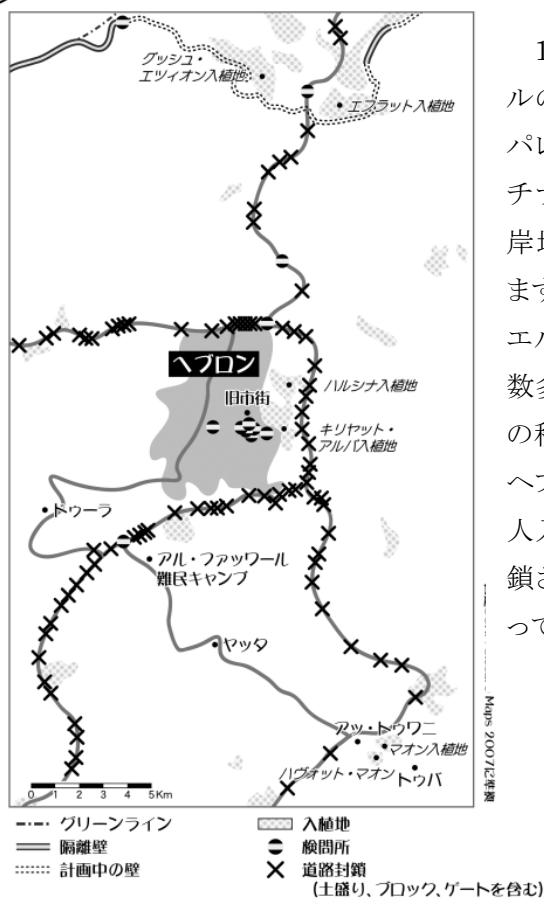 グッシュ・
エツィオン入植地
エフラット入植地
ヘブロン
旧市街
ハルシナ入植地
キリヤット・
アルバ入植地
トゥーラ
アル・ファッワール
難民キャンプ
ヤッタ
アッ・トゥワニ
マオン入植地
ハヴォット・マオン
トゥバ
0 1 2 3 4 5Km
Maps 2007に準拠
グリーンライン
隔離壁
計画中の壁
入植地
検問所
道路封鎖
(土盛り、ブロック、ゲートを含む)
1
ルの
パレ
チナ
岸地
ます
エル
数多
の種
ヘブ
人入
鎖さ
って